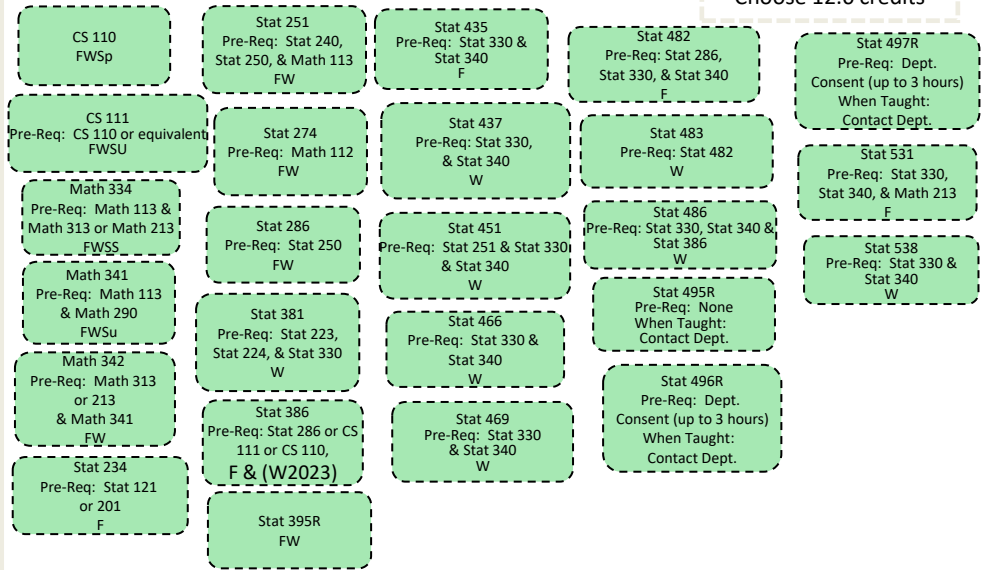 Choose 12.0 credits
CS 110
FWSp
CS 111
Pre-Req: CS 110 or equivalent
FWSU
Math 334
Pre-Req: Math 113 &
Math 313 or Math 213
FWSS
Math 341
Pre-Req: Math 113
& Math 290
FWSu
Math 342
Pre-Req: Math 313
or 213
& Math 341
FW
Stat 234
Pre-Req: Stat 121
or 201
F
Stat 251
Pre-Req: Stat 240,
Stat 250, & Math 113
FW
Stat 274
Pre-Req: Math 112
FW
Stat 286
Pre-Req: Stat 250
FW
Stat 381
Pre-Req: Stat 223,
Stat 224, & Stat 330
W
Stat 386
Pre-Req: Stat 286 or CS
111 or CS 110,
F & (W2023)
Stat 395R
FW
Stat 435
Pre-Req: Stat 330 &
Stat 340
F
Stat 437
Pre-Req: Stat 330,
& Stat 340
W
Stat 451
Pre-Req: Stat 251 & Stat 330
& Stat 340
W
Stat 466
Pre-Req: Stat 330 &
Stat 340
W
Stat 469
Pre-Req: Stat 330
& Stat 340
W
Stat 482
Pre-Req: Stat 286,
Stat 330, & Stat 340
F
Stat 483
Pre-Req: Stat 482
W
Stat 486
Pre-Req: Stat 330, Stat 340 &
Stat 386
W
Stat 495R
Pre-Req: None
When Taught:
Contact Dept.
Stat 496R
Pre-Req: Dept.
Consent (up to 3 hours)
When Taught:
Contact Dept.
Stat 497R
Pre-Req: Dept.
Consent (up to 3 hours)
When Taught:
Contact Dept.
Stat 531
Pre-Req: Stat 330,
Stat 340, & Math 213
F
Stat 538
Pre-Req: Stat 330 &
Stat 340
W